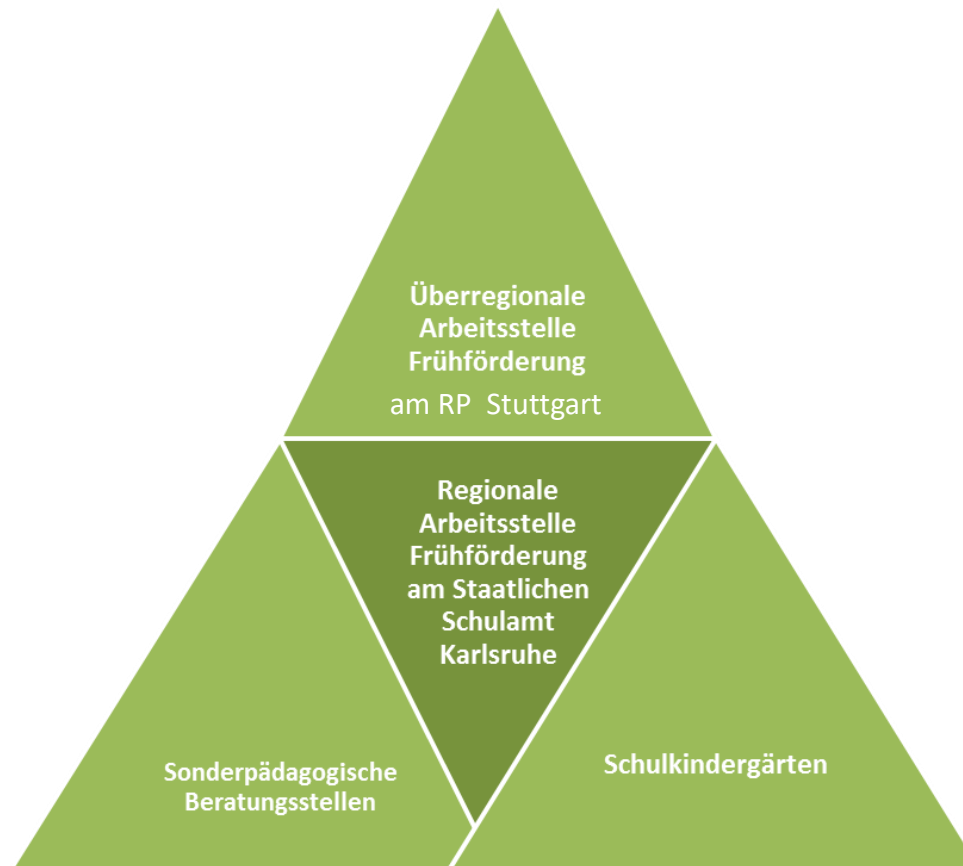 Überregionale
Arbeitsstelle
Frühförderung
am RP Stuttgart
Regionale
Arbeitsstelle
Frühförderung
am Staatlichen
Schulamt
Karlsruhe
Sonderpädagogische
Beratungsstellen
Schulkindergärten